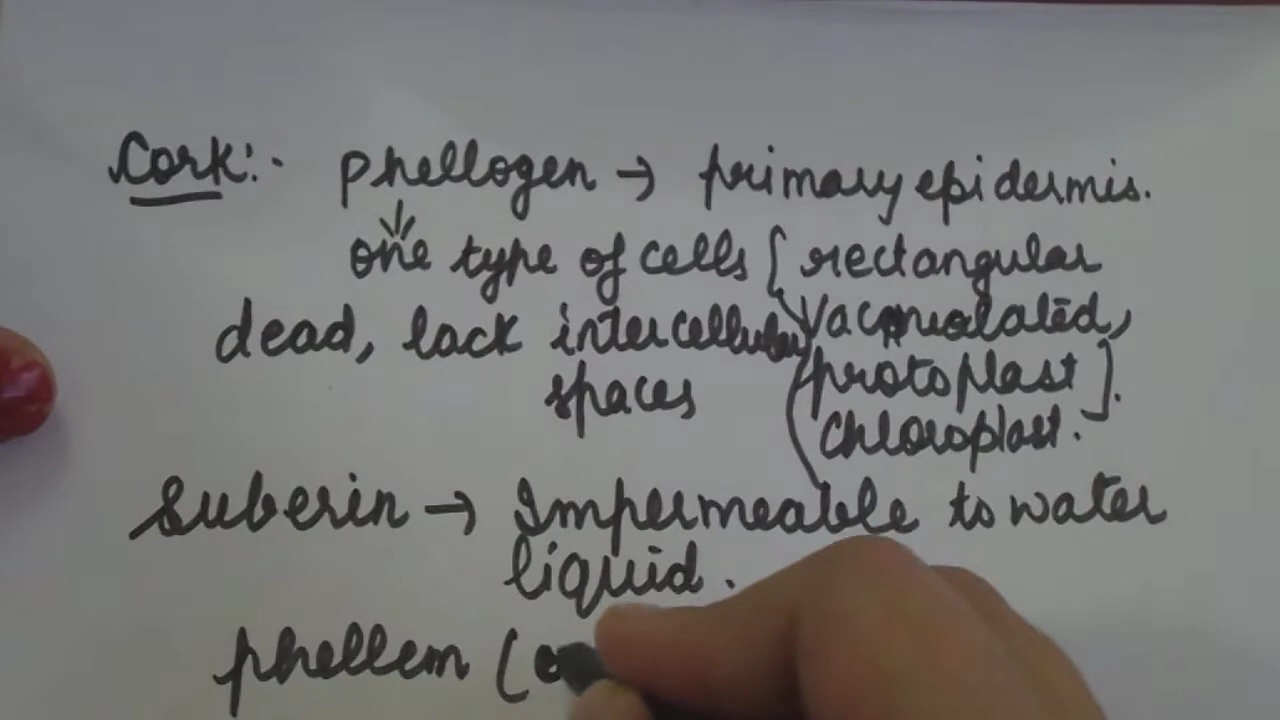 Cork:- phellogen → primary epidermis.
one type of cells [ rectangular
dead, lack intercellular vacuolated,
protoplast ].
spaces
chloroplast.
Suberin → Impermeable to water
liquid.
phellem (